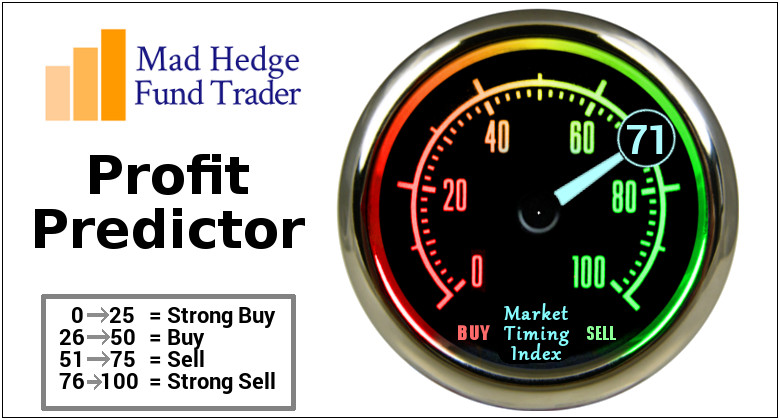 Mad Hedge
Fund Trader
Profit
Predictor
0→25 = Strong Buy
26→50 = Buy
51→75 = Sell
76→100 = Strong Sell
40
60
71
20
80
0
100
BUY
Market
Timing
Index
SELL